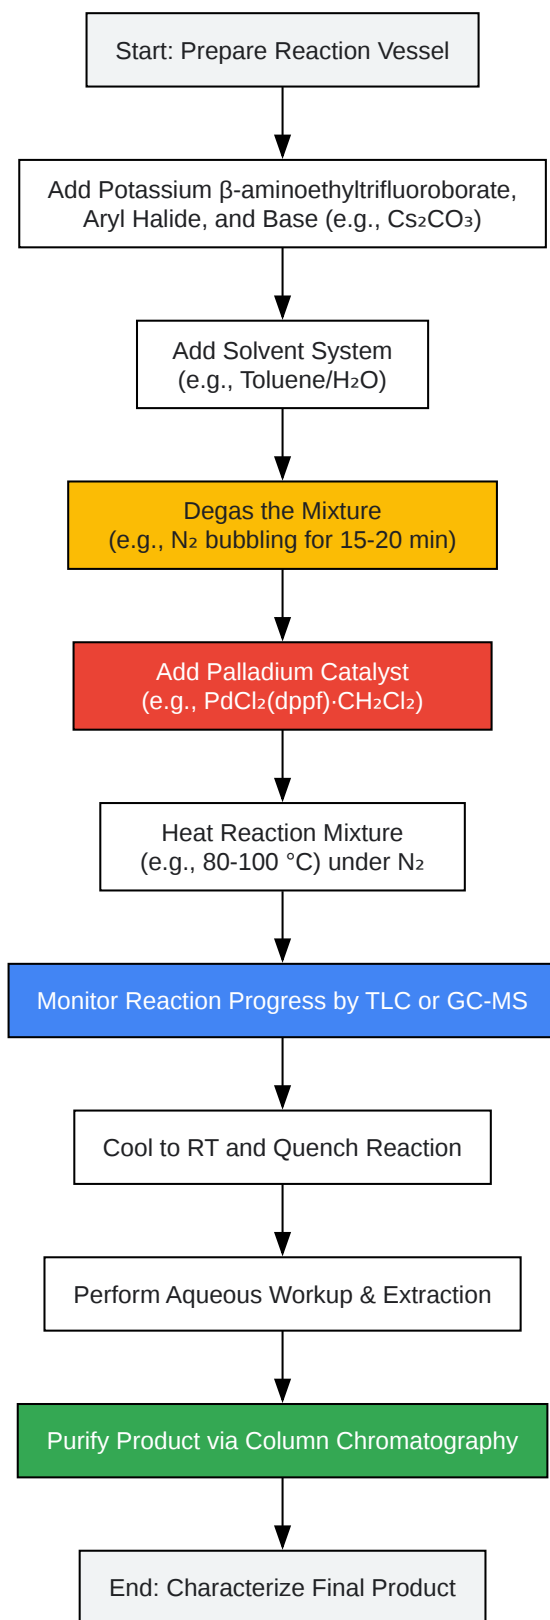 Start: Prepare Reaction Vessel
Add Potassium β-aminoethyltrifluoroborate,
Aryl Halide, and Base (e.g., Cs₂CO₃)
Add Solvent System
(e.g., Toluene/H₂O)
Degas the Mixture
(e.g., N₂ bubbling for 15-20 min)
Add Palladium Catalyst
(e.g., PdCl₂(dppf)·CH₂Cl₂)
Heat Reaction Mixture
(e.g., 80-100 °C) under N₂
Monitor Reaction Progress by TLC or GC-MS
Cool to RT and Quench Reaction
Perform Aqueous Workup & Extraction
Purify Product via Column Chromatography
End: Characterize Final Product